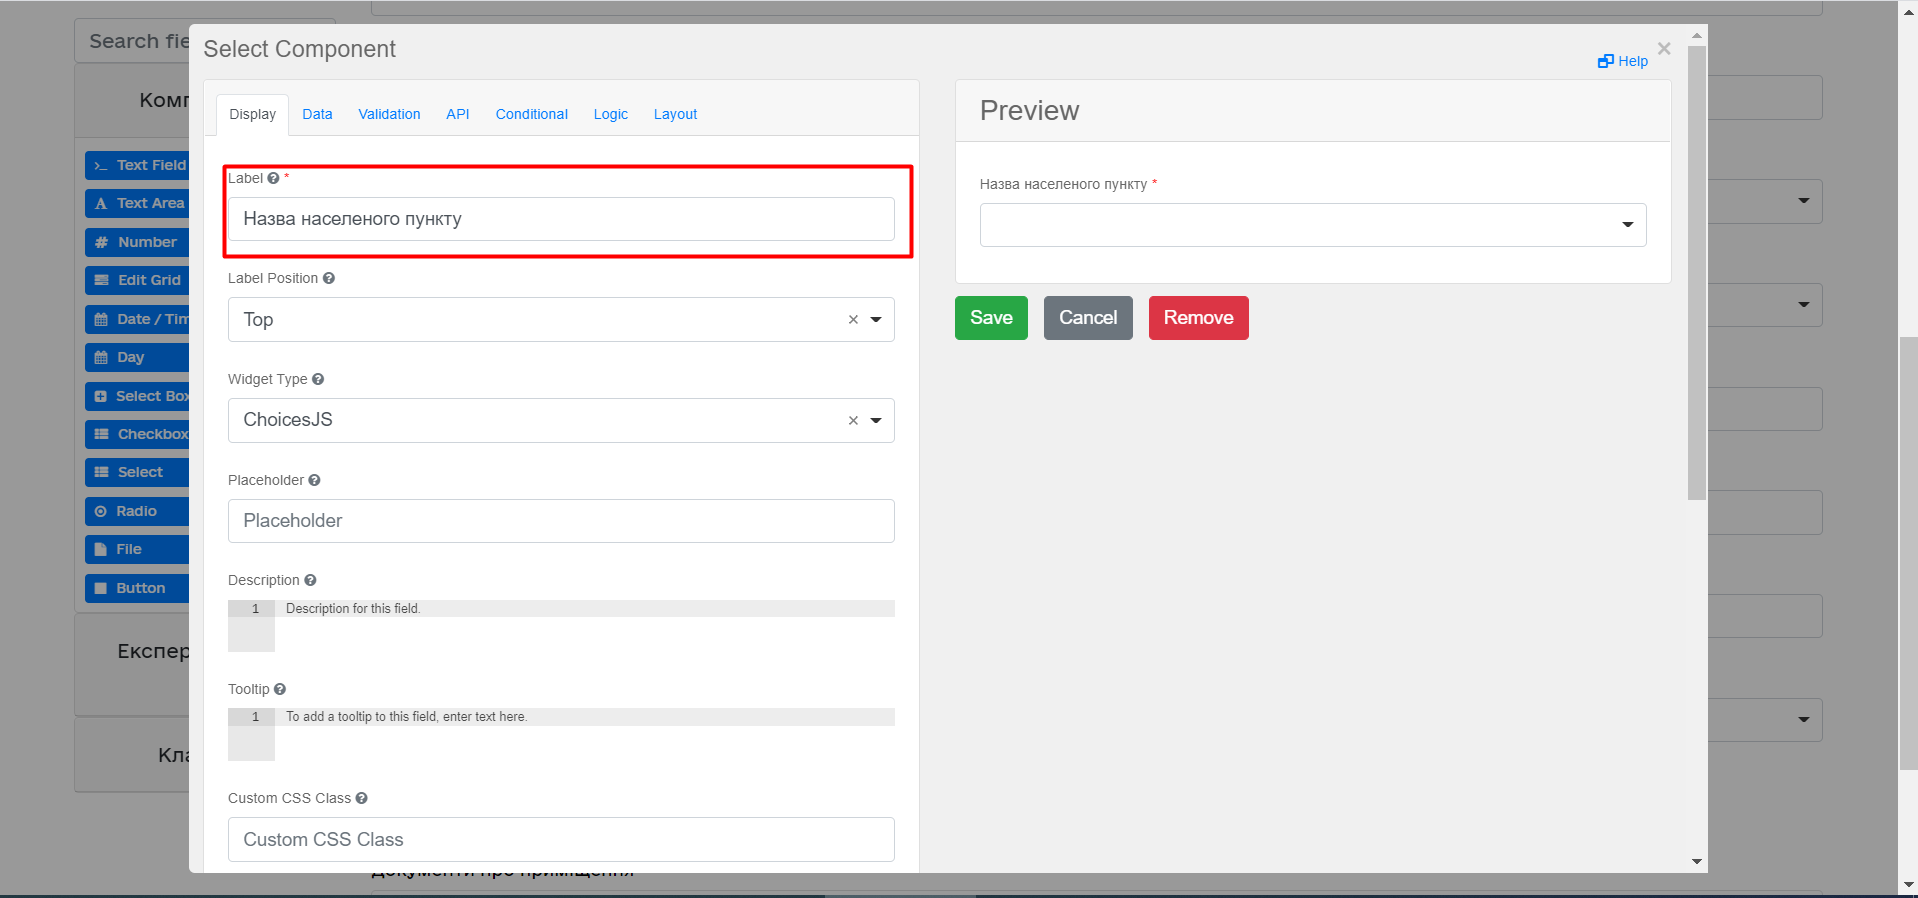 Select Component
Help
Display
Data
Validation
API
Conditional
Logic
Layout
Label *
Назва населеного пункту
Label Position
Top
Widget Type
ChoicesJS
Placeholder
Placeholder
Description
1
Description for this field.
Tooltip
1
To add a tooltip to this field, enter text here.
Custom CSS Class
Custom CSS Class
Preview
Назва населеного пункту *
Save
Cancel
Remove
Search fie
Комп
Text Field
Text Area
Number
Edit Grid
Date / Tim
Day
Select Box
Checkbox
Select
Radio
File
Button
Експер
Кла
Документи про приміщення